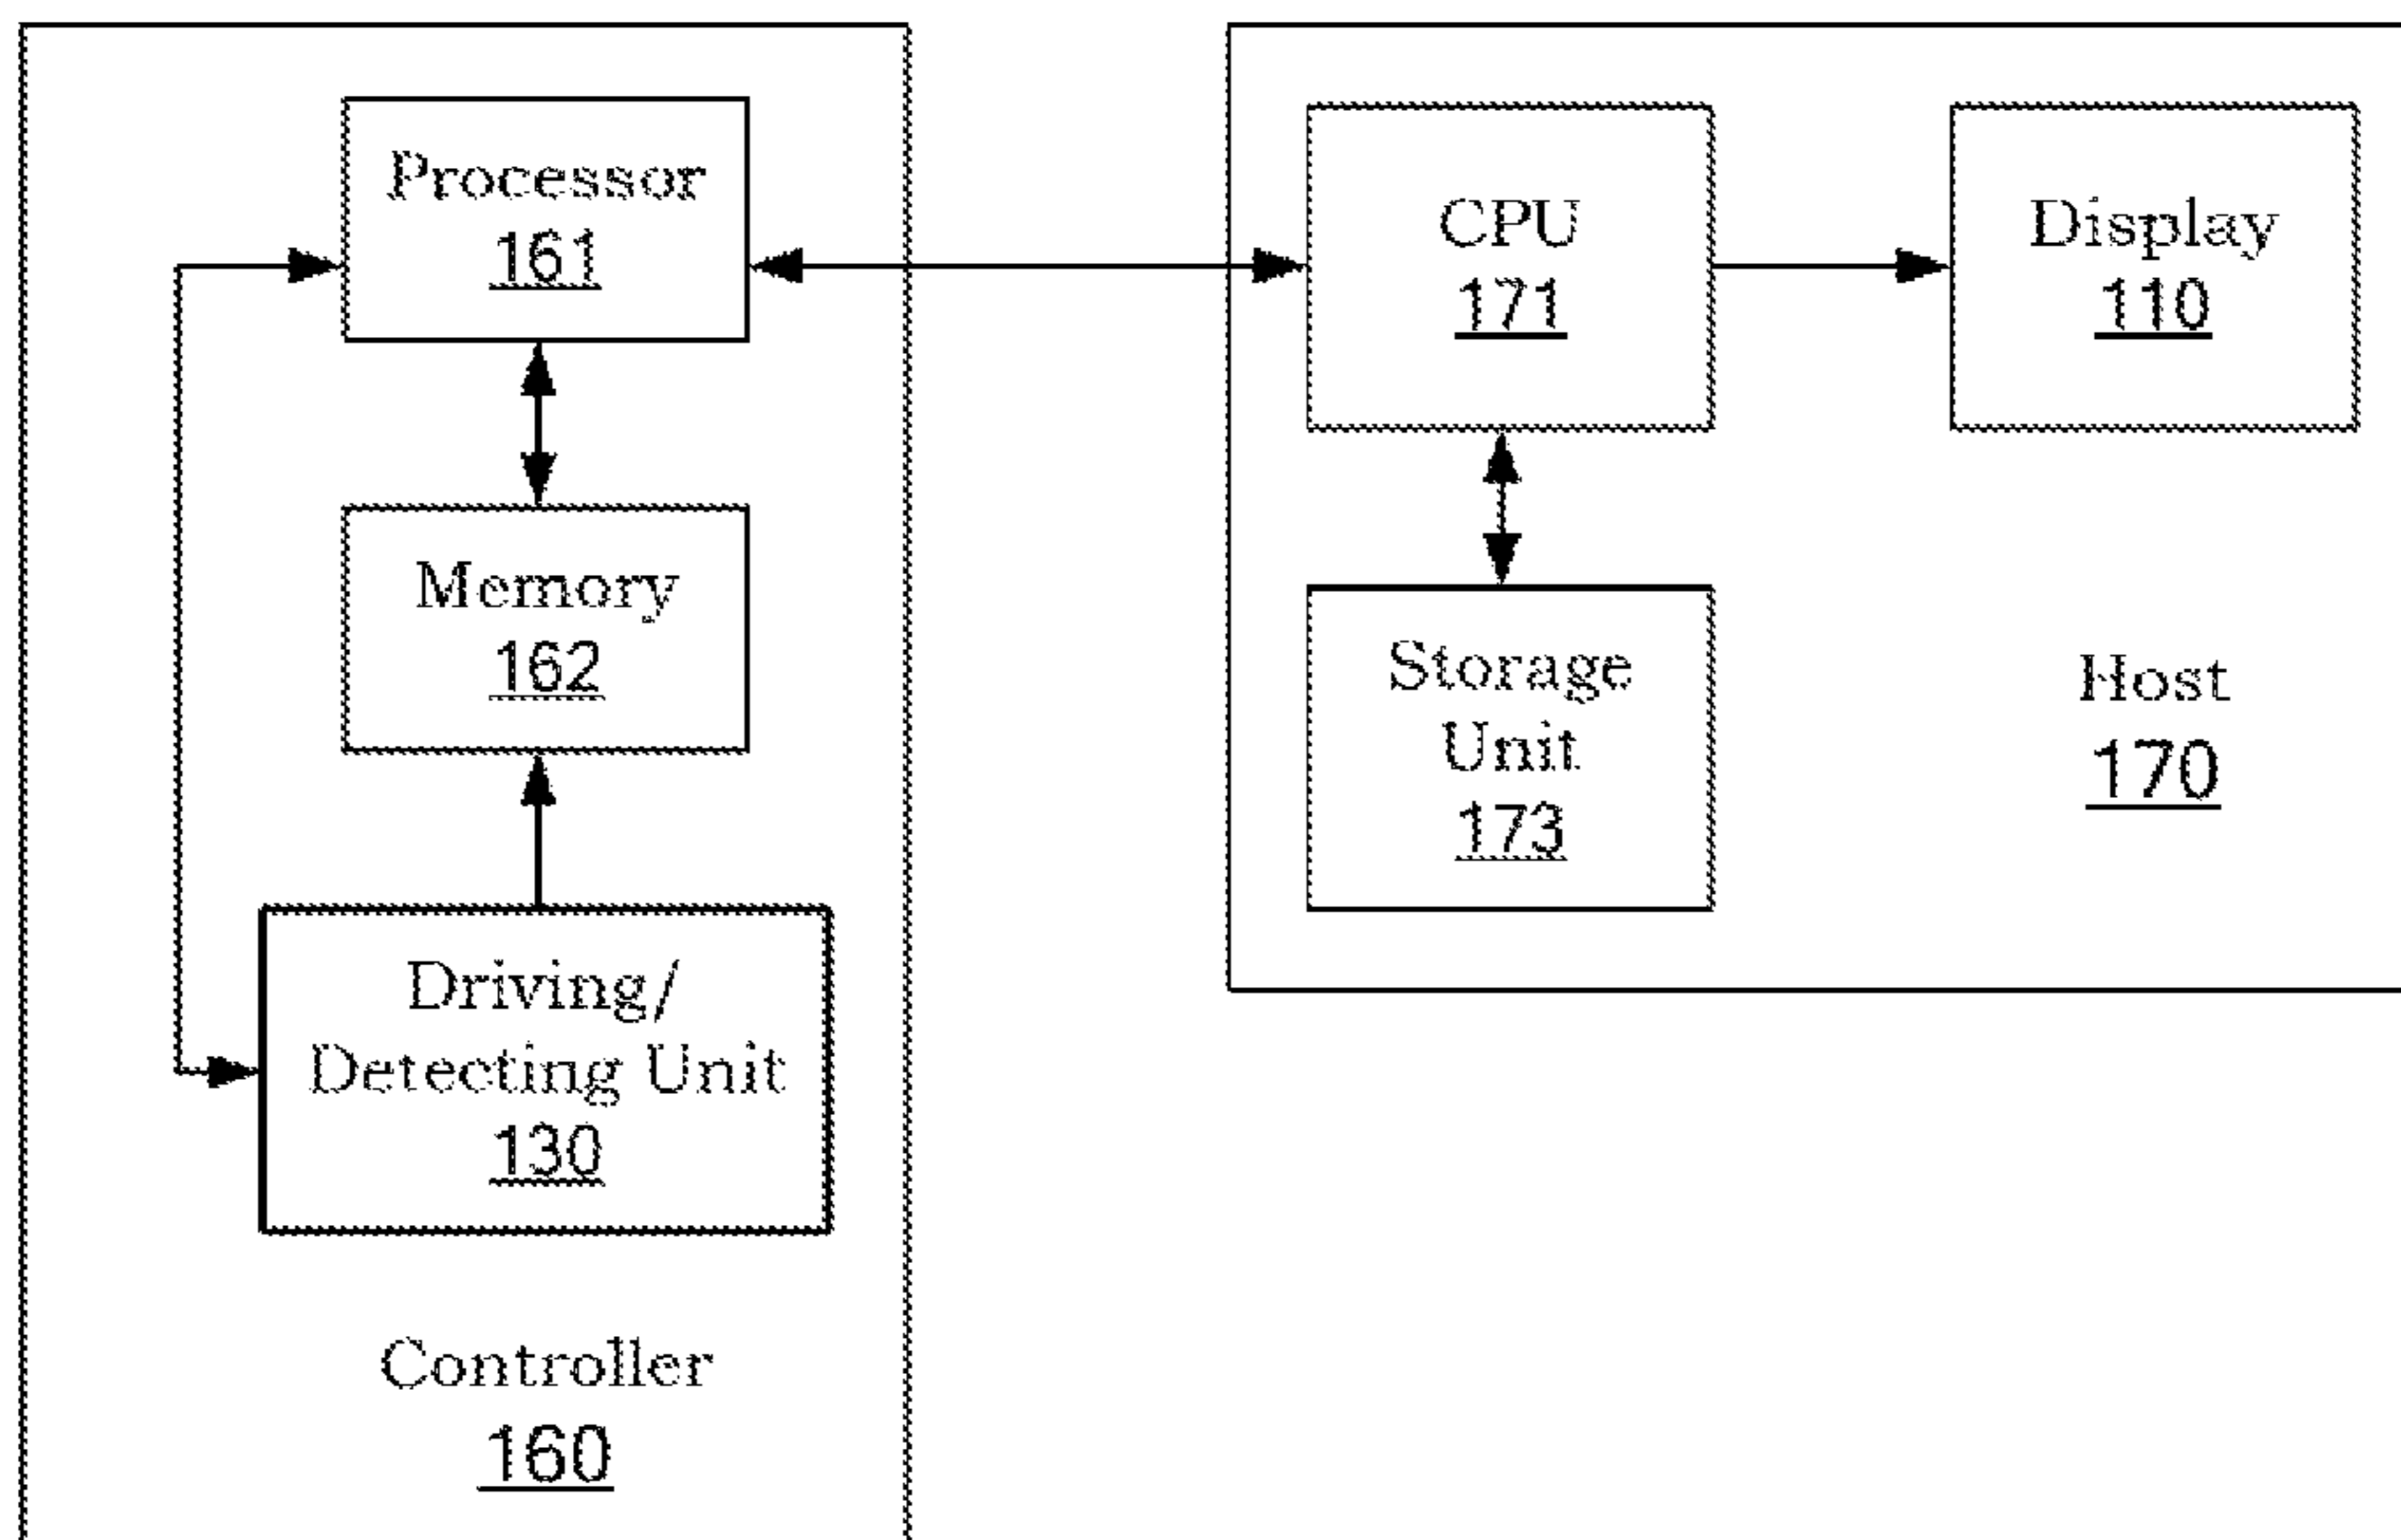 Processor
161
Memory
162
Driving/
Detecting Unit
130
Controller
160
CPU
171
Display
110
Storage
Unit
173
Host
170